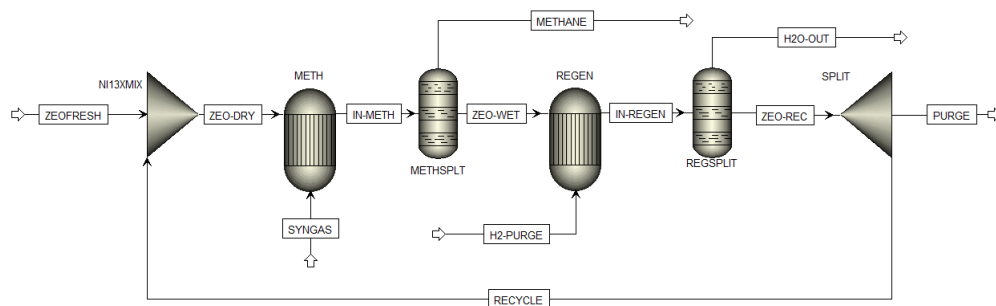 METHANE
H2O-OUT
NI13XMIX
METH
REGEN
SPLIT
ZEOFRESH
ZEO-DRY
IN-METH
ZEO-WET
IN-REGEN
ZEO-REC
PURGE
METHSPLT
REGSPLIT
SYNGAS
H2-PURGE
RECYCLE